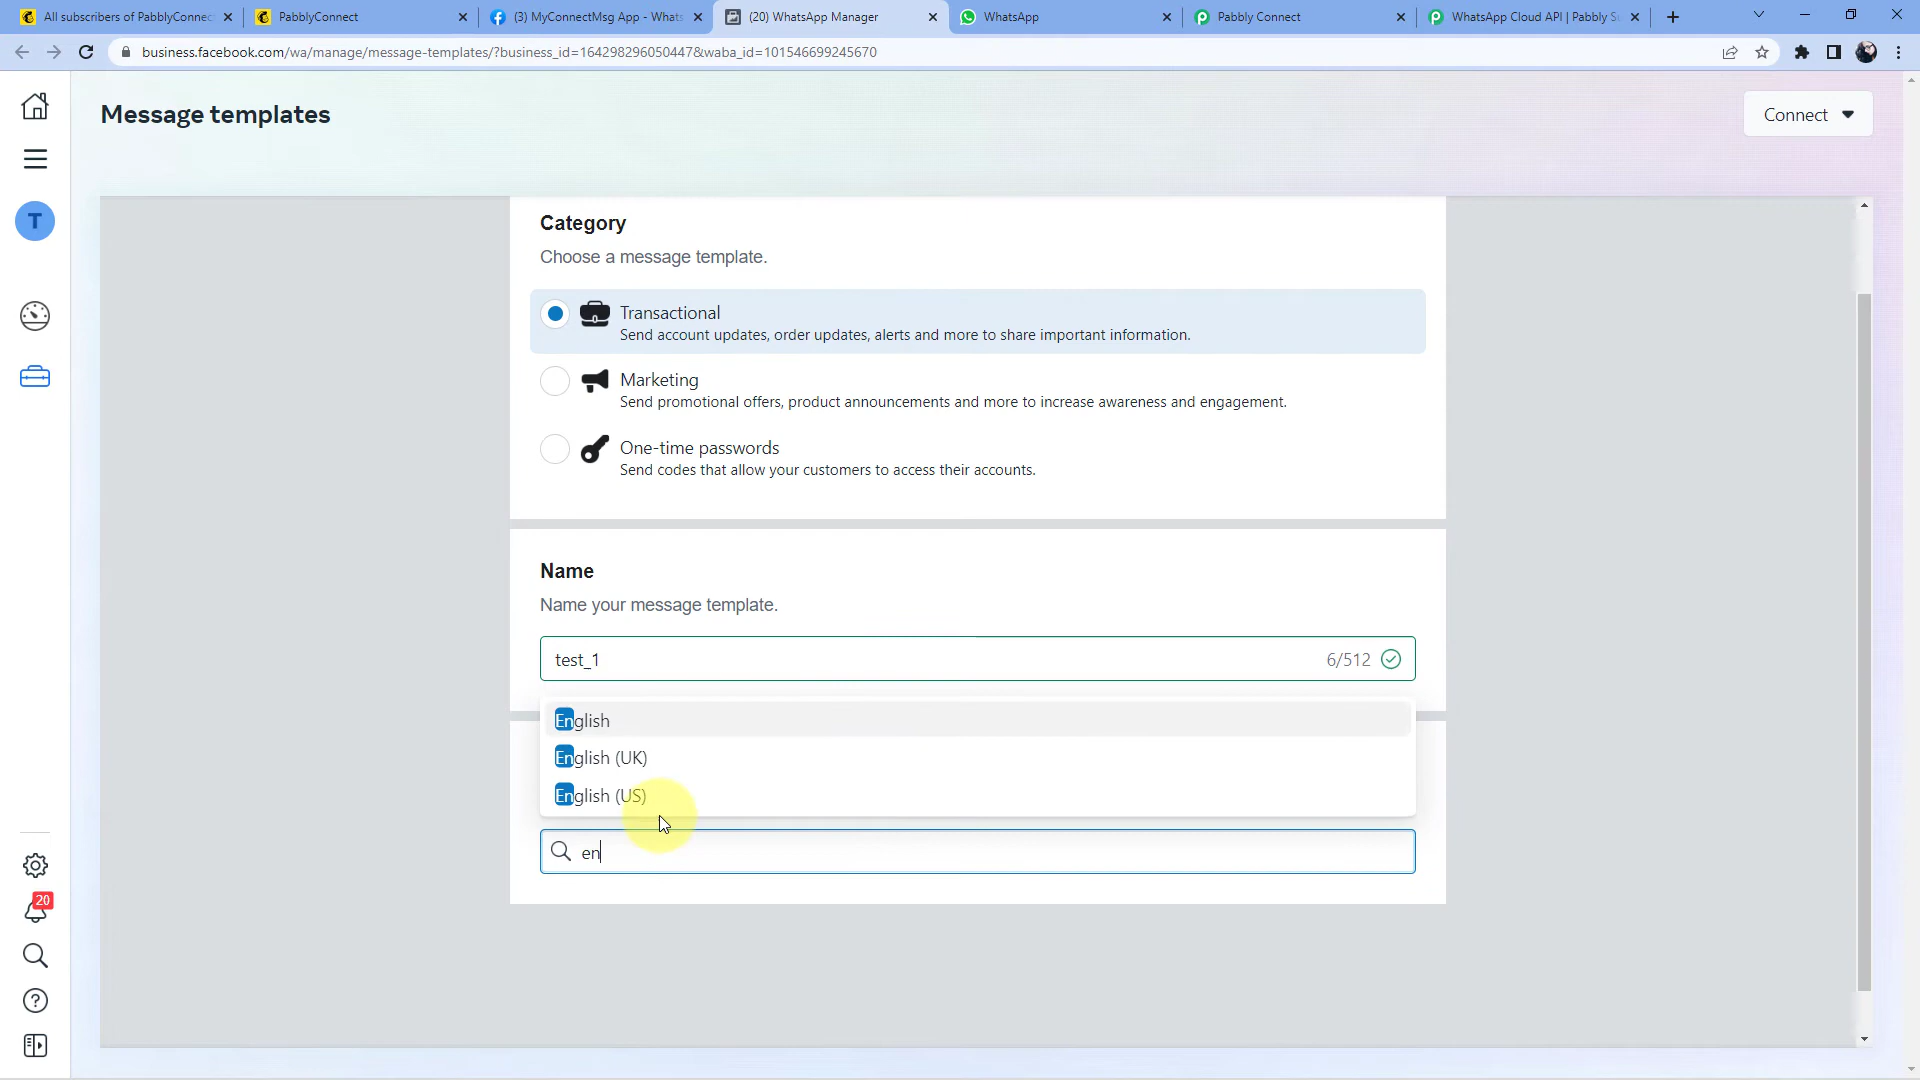 All subscribers of PabblyConnec
PabblyConnect
(3) MyConnectMsg App - Whats
(20) WhatsApp Manager
WhatsApp
Pabbly Connect
WhatsApp Cloud API | Pabbly Su
business.facebook.com/wa/manage/message-templates/?business_id=164298296050447&waba_id=101546699245670
Message templates
Connect
T
Category
Choose a message template.
Transactional
Send account updates, order updates, alerts and more to share important information.
Marketing
Send promotional offers, product announcements and more to increase awareness and engagement.
One-time passwords
Send codes that allow your customers to access their accounts.
Name
Name your message template.
test_1
6/512
English
English (UK)
English (US)
en
20